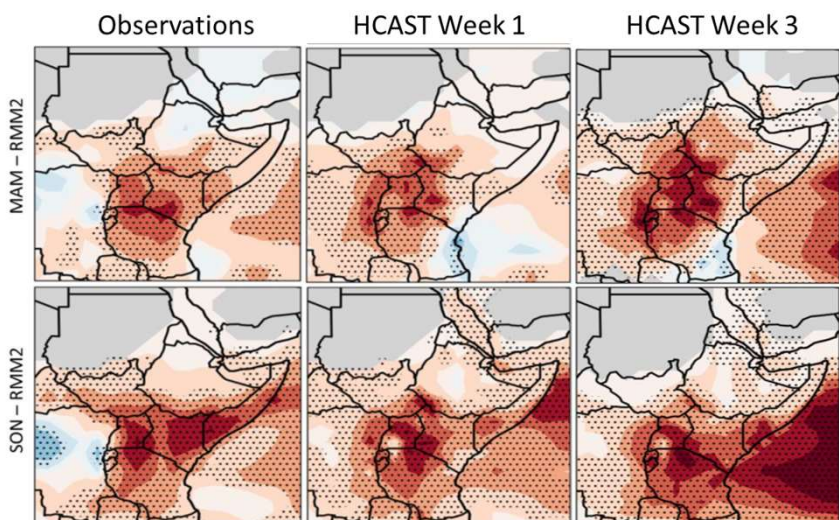 Observations HCAST Week 1 HCAST Week 3
MAM – RMM2
SON – RMM2